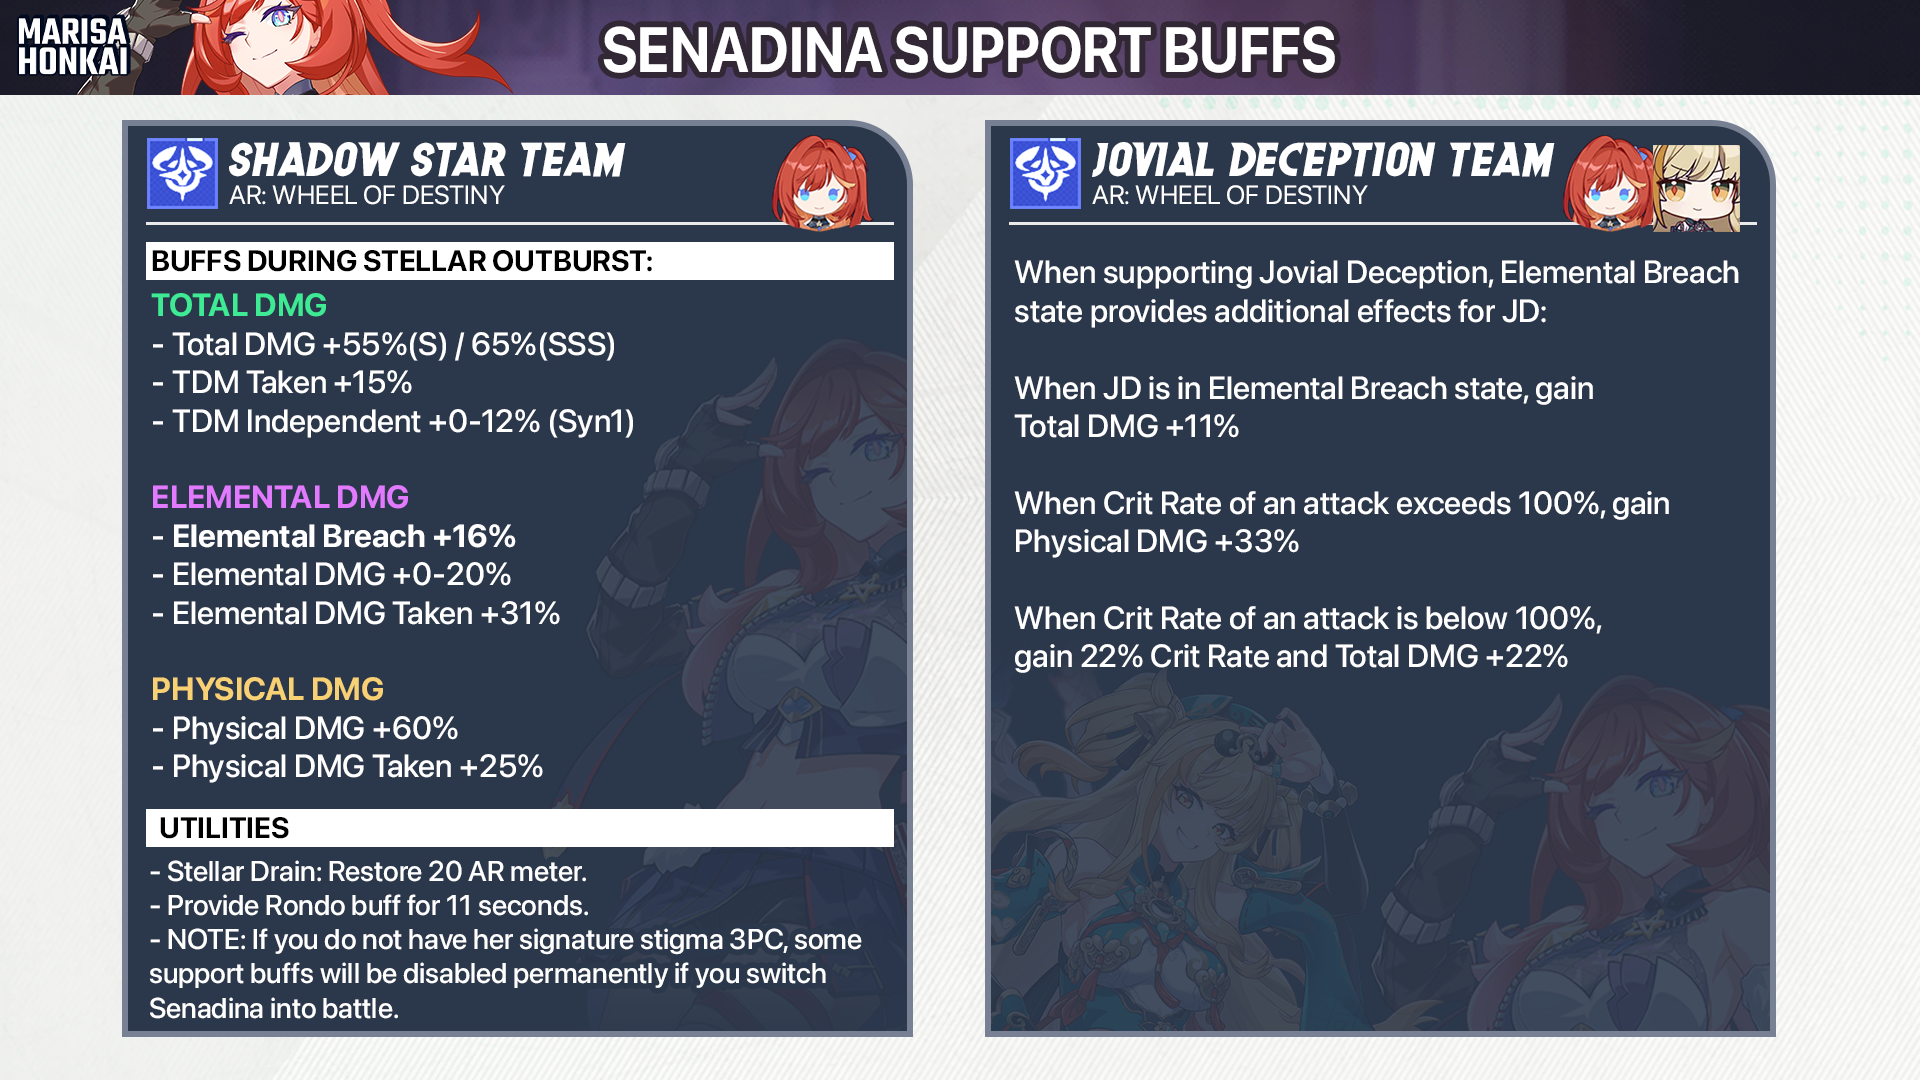 MARISA
HONKAI
SENADINA SUPPORT BUFFS
SHADOW STAR TEAM
AR: WHEEL OF DESTINY
BUFFS DURING STELLAR OUTBURST:
TOTAL DMG
- Total DMG +55%(S) / 65%(SSS)
- TDM Taken +15%
- TDM Independent +0-12% (Syn1)
ELEMENTAL DMG
- Elemental Breach +16%
- Elemental DMG +0-20%
- Elemental DMG Taken +31%
PHYSICAL DMG
- Physical DMG +60%
- Physical DMG Taken +25%
UTILITIES
- Stellar Drain: Restore 20 AR meter.
- Provide Rondo buff for 11 seconds.
- NOTE: If you do not have her signature stigma 3PC, some
support buffs will be disabled permanently if you switch
Senadina into battle.
JOVIAL DECEPTION TEAM
AR: WHEEL OF DESTINY
When supporting Jovial Deception, Elemental Breach
state provides additional effects for JD:
When JD is in Elemental Breach state, gain
Total DMG +11%
When Crit Rate of an attack exceeds 100%, gain
Physical DMG +33%
When Crit Rate of an attack is below 100%,
gain 22% Crit Rate and Total DMG +22%